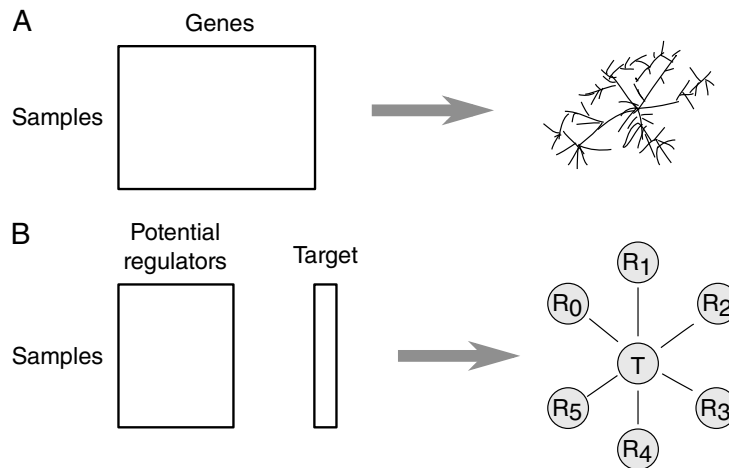 A
Genes
Samples
B
Potential
regulators
Target
Samples
R1
R0
R2
T
R5
R3
R4